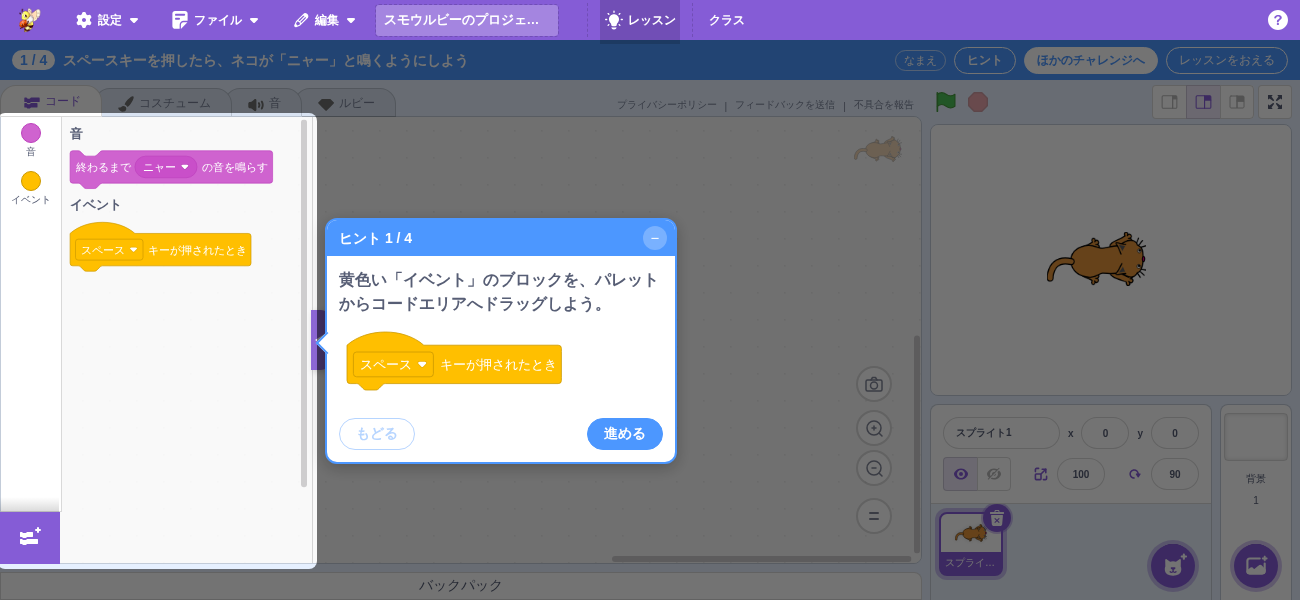 設定
ファイル
編集
スモウルビーのプロジェ…
レッスン
クラス
?
1 / 4
スペースキーを押したら、ネコが「ニャー」と鳴くようにしよう
なまえ
ヒント
ほかのチャレンジへ
レッスンをおえる
コード
コスチューム
音
ルビー
プライバシーポリシー | フィードバックを送信 | 不具合を報告
音
イベント
音
終わるまで ニャー の音を鳴らす
イベント
スペース キーが押されたとき
ヒント 1 / 4
黄色い「イベント」のブロックを、パレット
からコードエリアへドラッグしよう。
スペース キーが押されたとき
もどる
進める
バックパック
スプライト1
x 0
y 0
100
90
スプライ…
背景
1